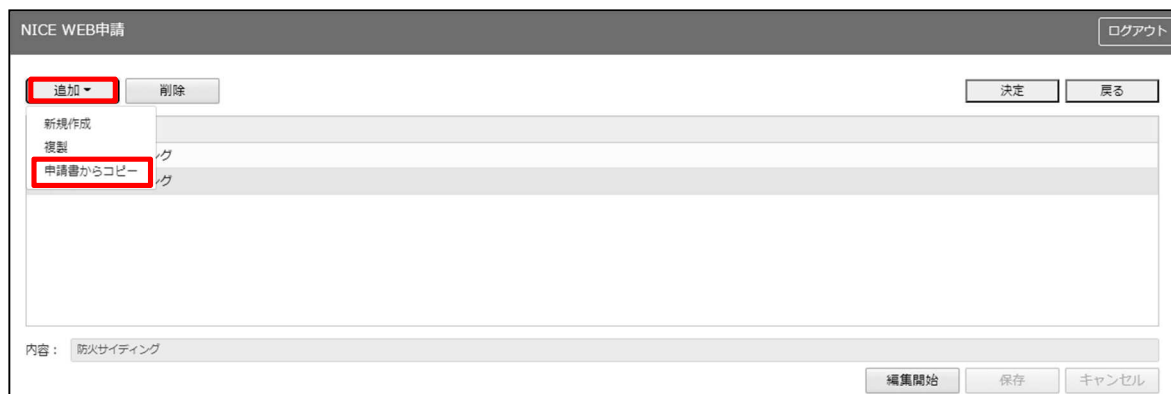 NICE WEB申請 ログアウト
追加 削除 決定 戻る
新規作成
複製
ング
申請書からコピー
ング
内容： 防火サイディング
編集開始 保存 キャンセル